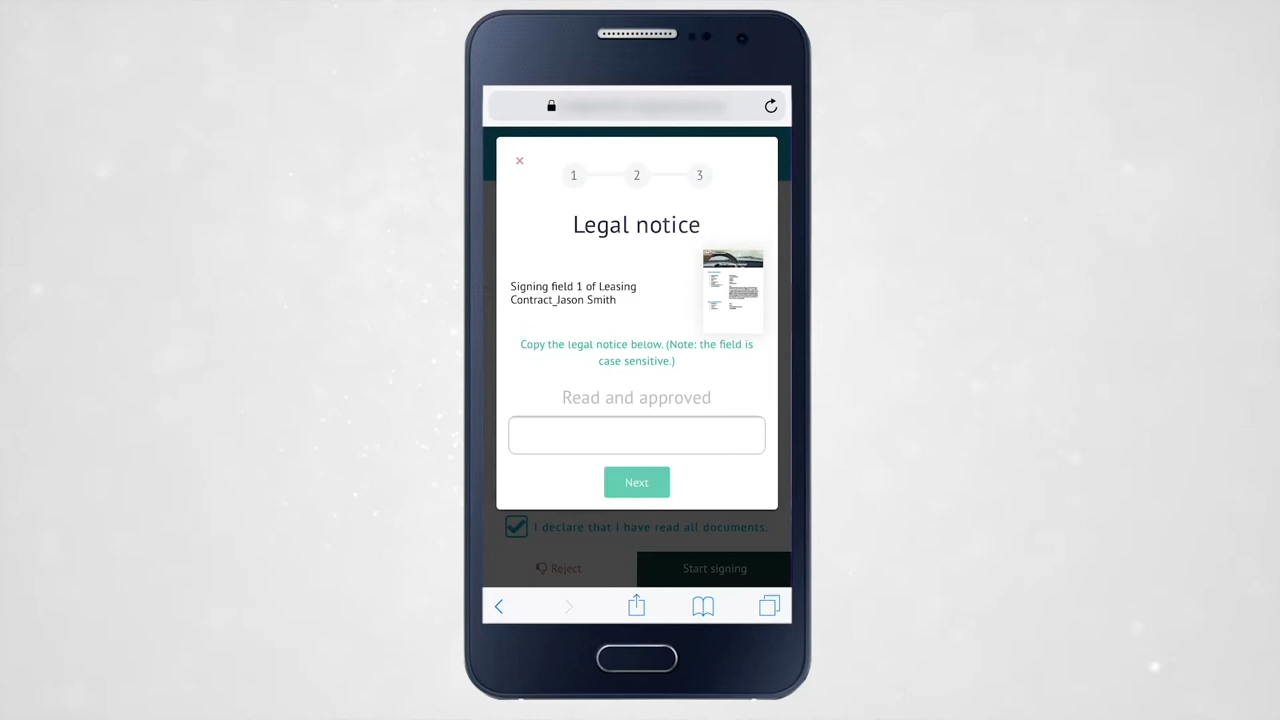 1 2 3
Legal notice
Signing field 1 of Leasing
Contract_Jason Smith
Copy the legal notice below. (Note: the field is
case sensitive.)
Read and approved
Next
I declare that I have read all documents.
Reject
Start signing